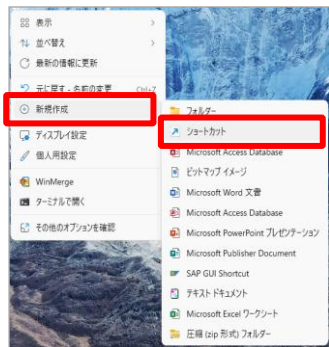 表示
並べ替え
最新の情報に更新
元に戻す - 名前の変更 Ctrl+Z
新規作成
ディスプレイ設定
個人用設定
WinMerge
ターミナルで開く
その他のオプションを確認
フォルダー
ショートカット
Microsoft Access Database
ビットマップ イメージ
Microsoft Word 文書
Microsoft Access Database
Microsoft PowerPoint プレゼンテーション
Microsoft Publisher Document
SAP GUI Shortcut
テキスト ドキュメント
Microsoft Excel ワークシート
圧縮 (zip 形式) フォルダー